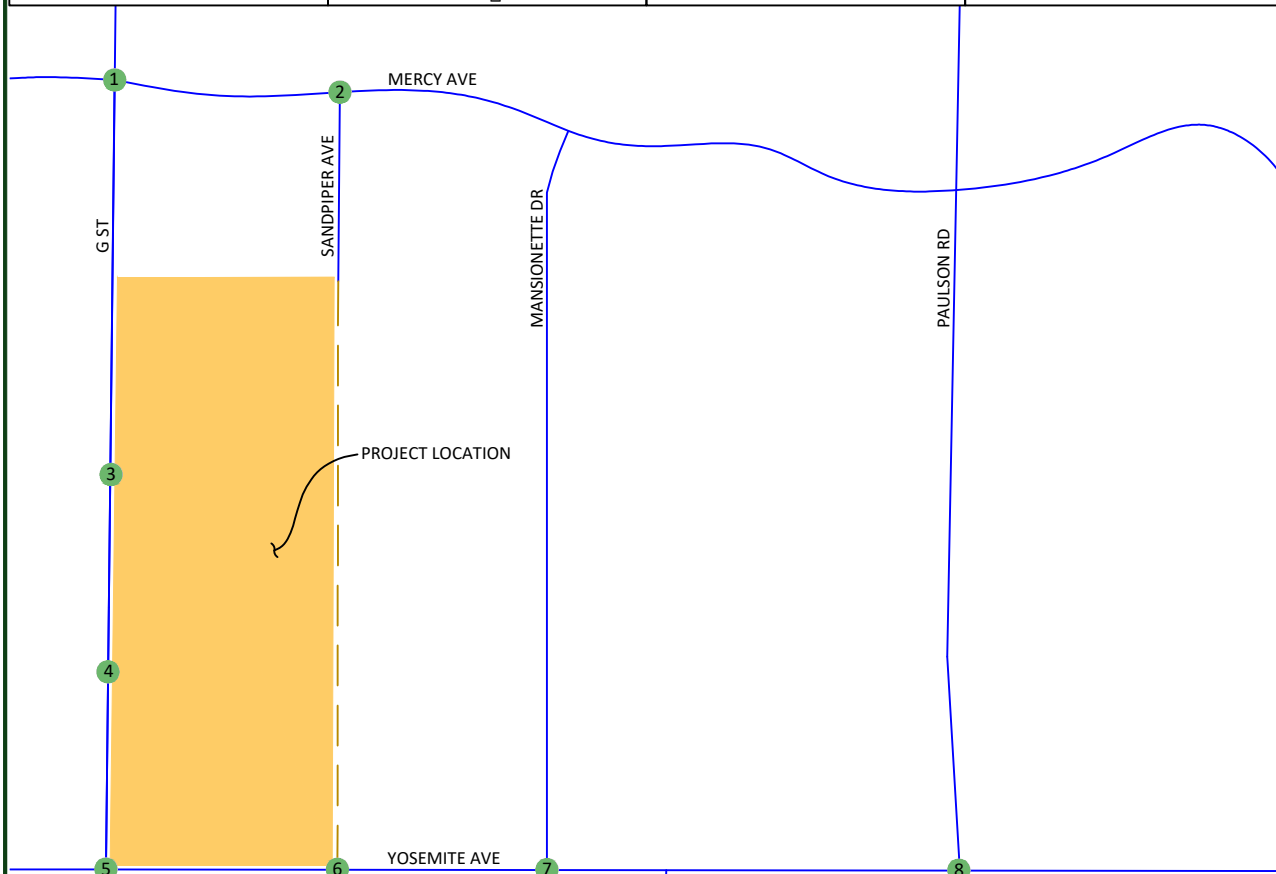 1
2
MERCY AVE
SANDPIPER AVE
G ST
MANSIONETTE DR
PAULSON RD
PROJECT LOCATION
3
4
YOSEMITE AVE
5
6
7
8